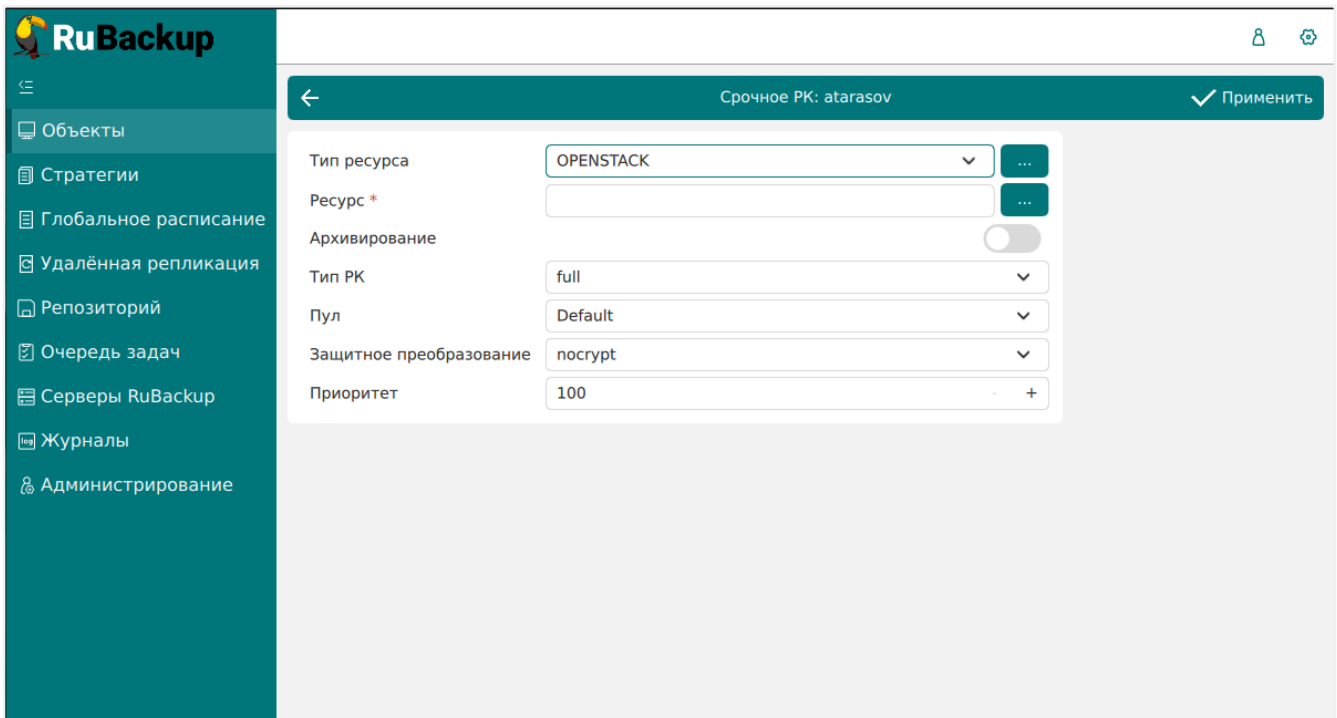 RuBackup
Срочное РК: atarasov
Применить
Объекты
Стратегии
Глобальное расписание
Удалённая репликация
Репозиторий
Очередь задач
Серверы RuBackup
log Журналы
Администрирование
Тип ресурса OPENSTACK ...
Ресурс * ...
Архивирование
Тип РК full
Пул Default
Защитное преобразование nocrypt
Приоритет 100 - +